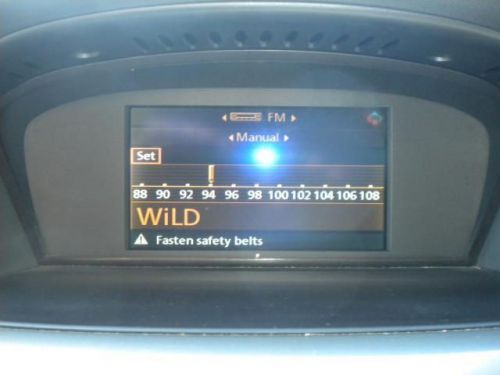 FM
Manual
Set
88 90 92 94 96 98 100 102 104 106 108
WiLD
Fasten safety belts